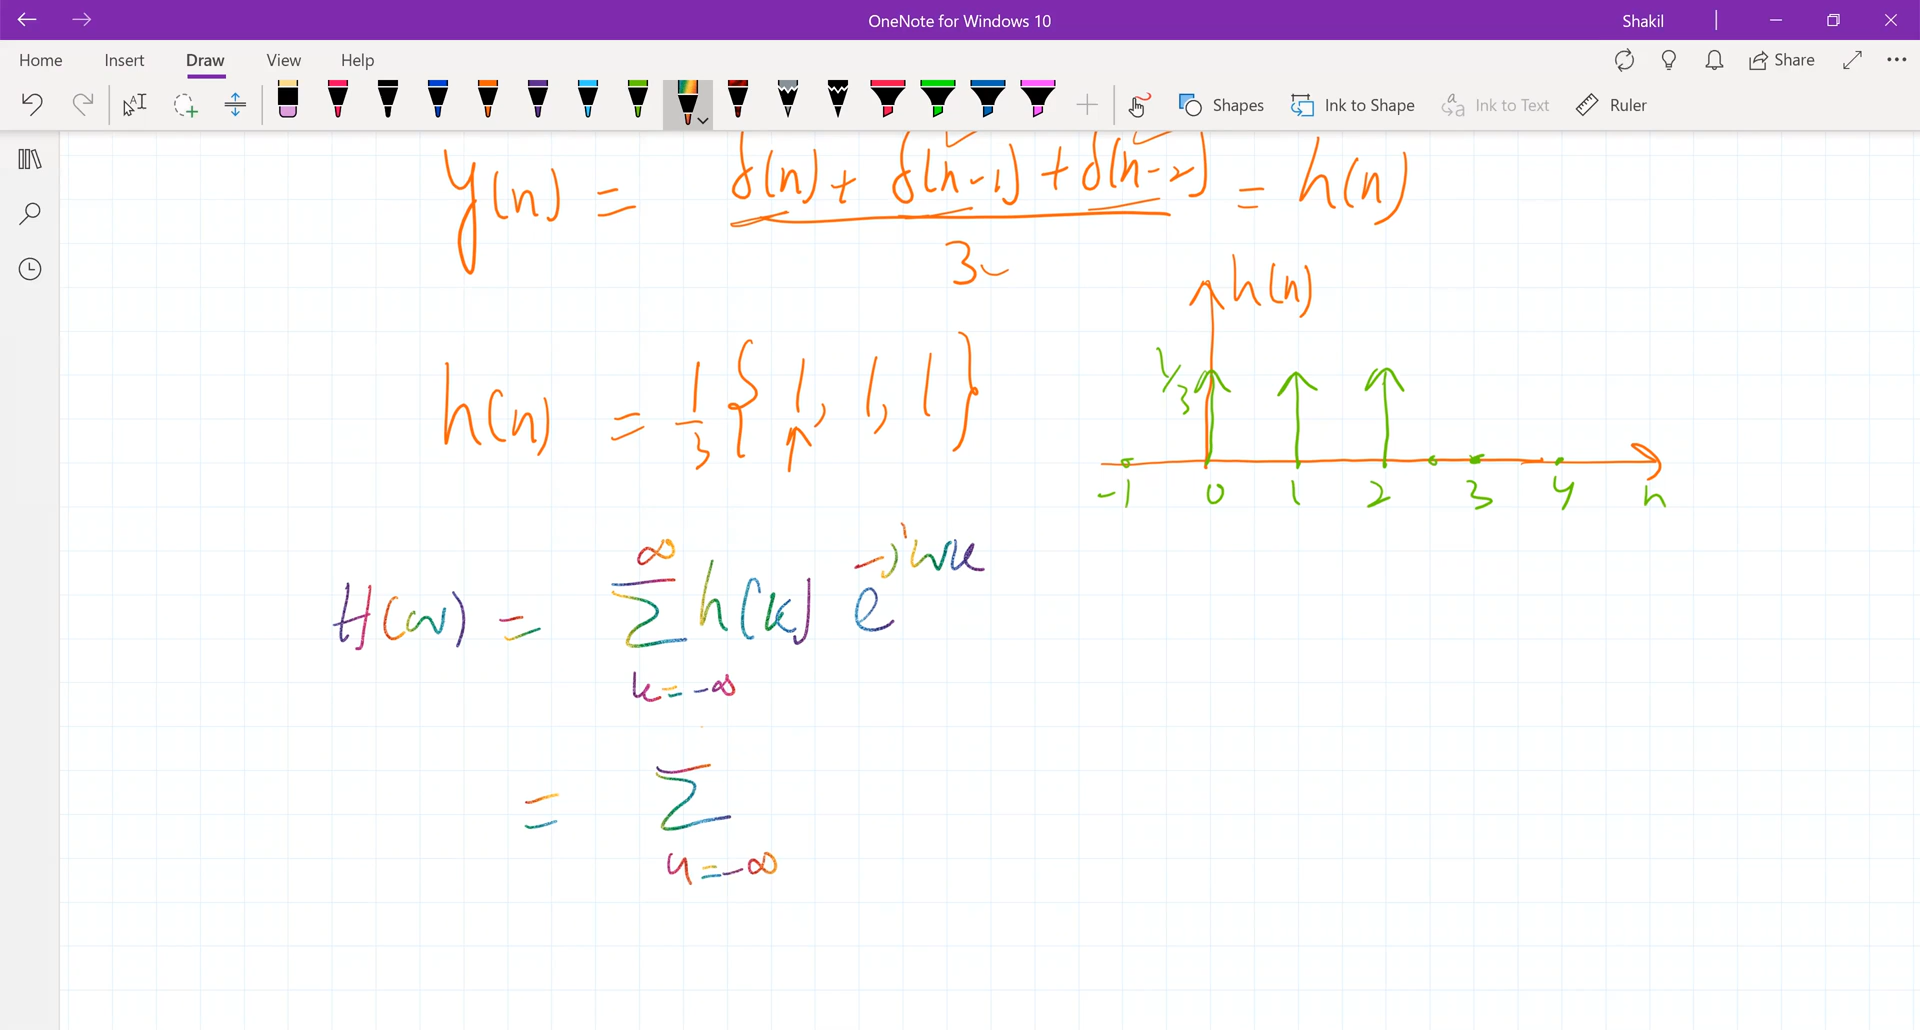 OneNote for Windows 10
Shakil
Home Insert Draw View Help
Share
Shapes Ink to Shape Ink to Text Ruler
y(n) = δ(n) + δ(n-1) + δ(n-2) = h(n)
3
h(n)
1/3
h(n) = 1/3 { 1, 1, 1 }
↑
-1 0 1 2 3 4 n
∞
H(ω) = Σ h(k) e^-jωk
k=-∞
= Σ
n=-∞